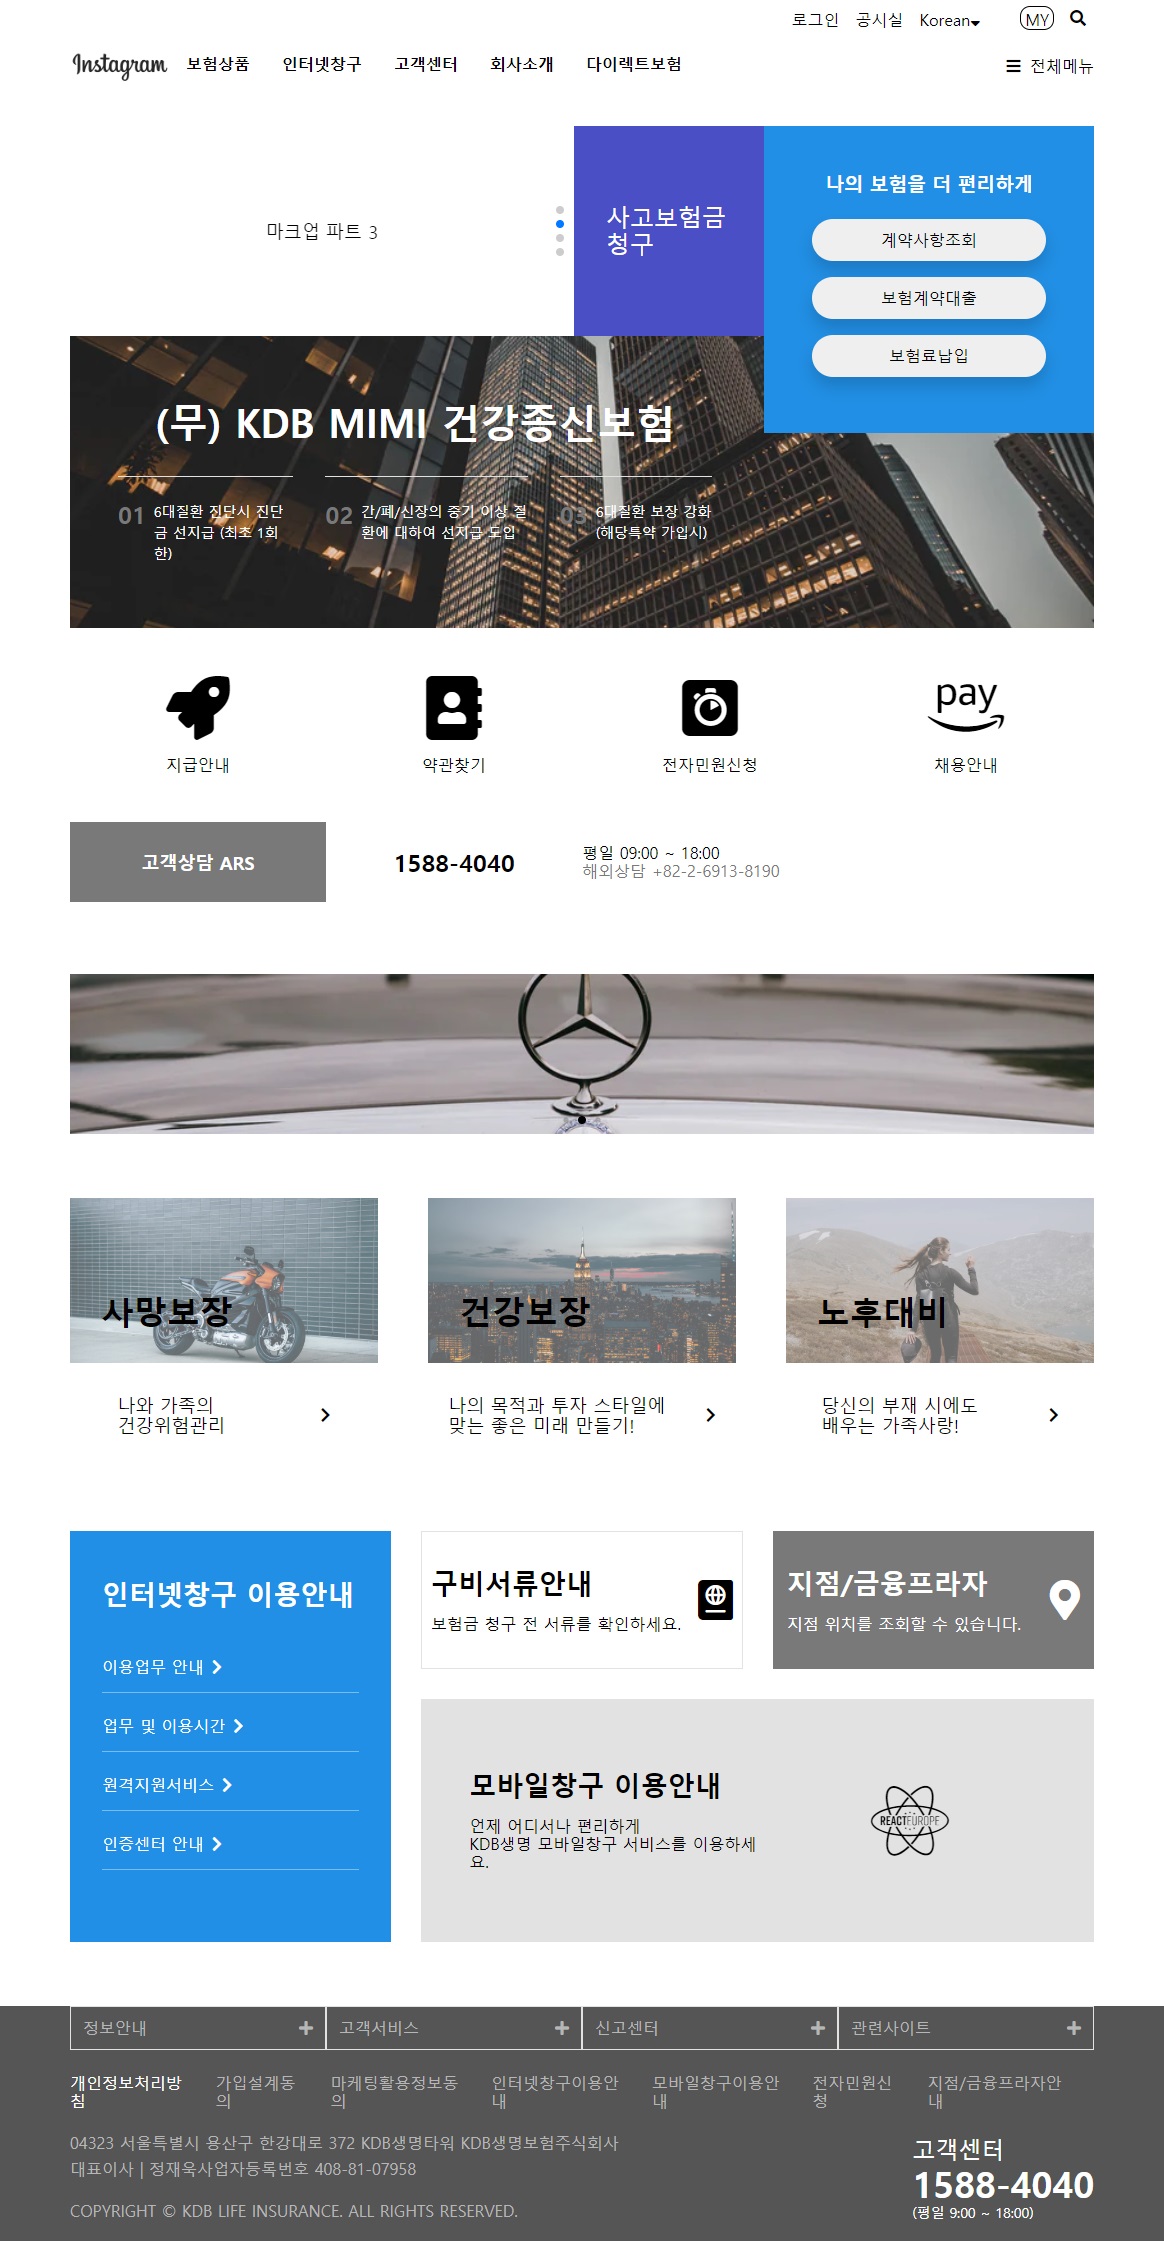 로그인 공시실 Korean MY
Instagram 보험상품 인터넷창구 고객센터 회사소개 다이렉트보험 전체메뉴
마크업 파트 3
사고보험금
청구
나의 보험을 더 편리하게
계약사항조회
보험계약대출
보험료납입
(무) KDB MIMI 건강종신보험
01 6대질환 진단시 진단
금 선지급 (최초 1회
한)
02 간/폐/신장의 중기 이상 질
환에 대하여 선지급 도입
03 6대질환 보장 강화
(해당특약 가입시)
pay
지급안내 약관찾기 전자민원신청 채용안내
고객상담 ARS
1588-4040
평일 09:00 ~ 18:00
해외상담 +82-2-6913-8190
사망보장
나와 가족의
건강위험관리
건강보장
나의 목적과 투자 스타일에
맞는 좋은 미래 만들기!
노후대비
당신의 부재 시에도
배우는 가족사랑!
인터넷창구 이용안내
이용업무 안내
업무 및 이용시간
원격지원서비스
인증센터 안내
구비서류안내
보험금 청구 전 서류를 확인하세요.
지점/금융프라자
지점 위치를 조회할 수 있습니다.
모바일창구 이용안내
언제 어디서나 편리하게
KDB생명 모바일창구 서비스를 이용하세
요.
REACTEUROPE
정보안내 고객서비스 신고센터 관련사이트
개인정보처리방
침
가입설계동
의
마케팅활용정보동
의
인터넷창구이용안
내
모바일창구이용안
내
전자민원신
청
지점/금융프라자안
내
04323 서울특별시 용산구 한강대로 372 KDB생명타워 KDB생명보험주식회사
대표이사 | 정재욱사업자등록번호 408-81-07958
COPYRIGHT © KDB LIFE INSURANCE. ALL RIGHTS RESERVED.
고객센터
1588-4040
(평일 9:00 ~ 18:00)